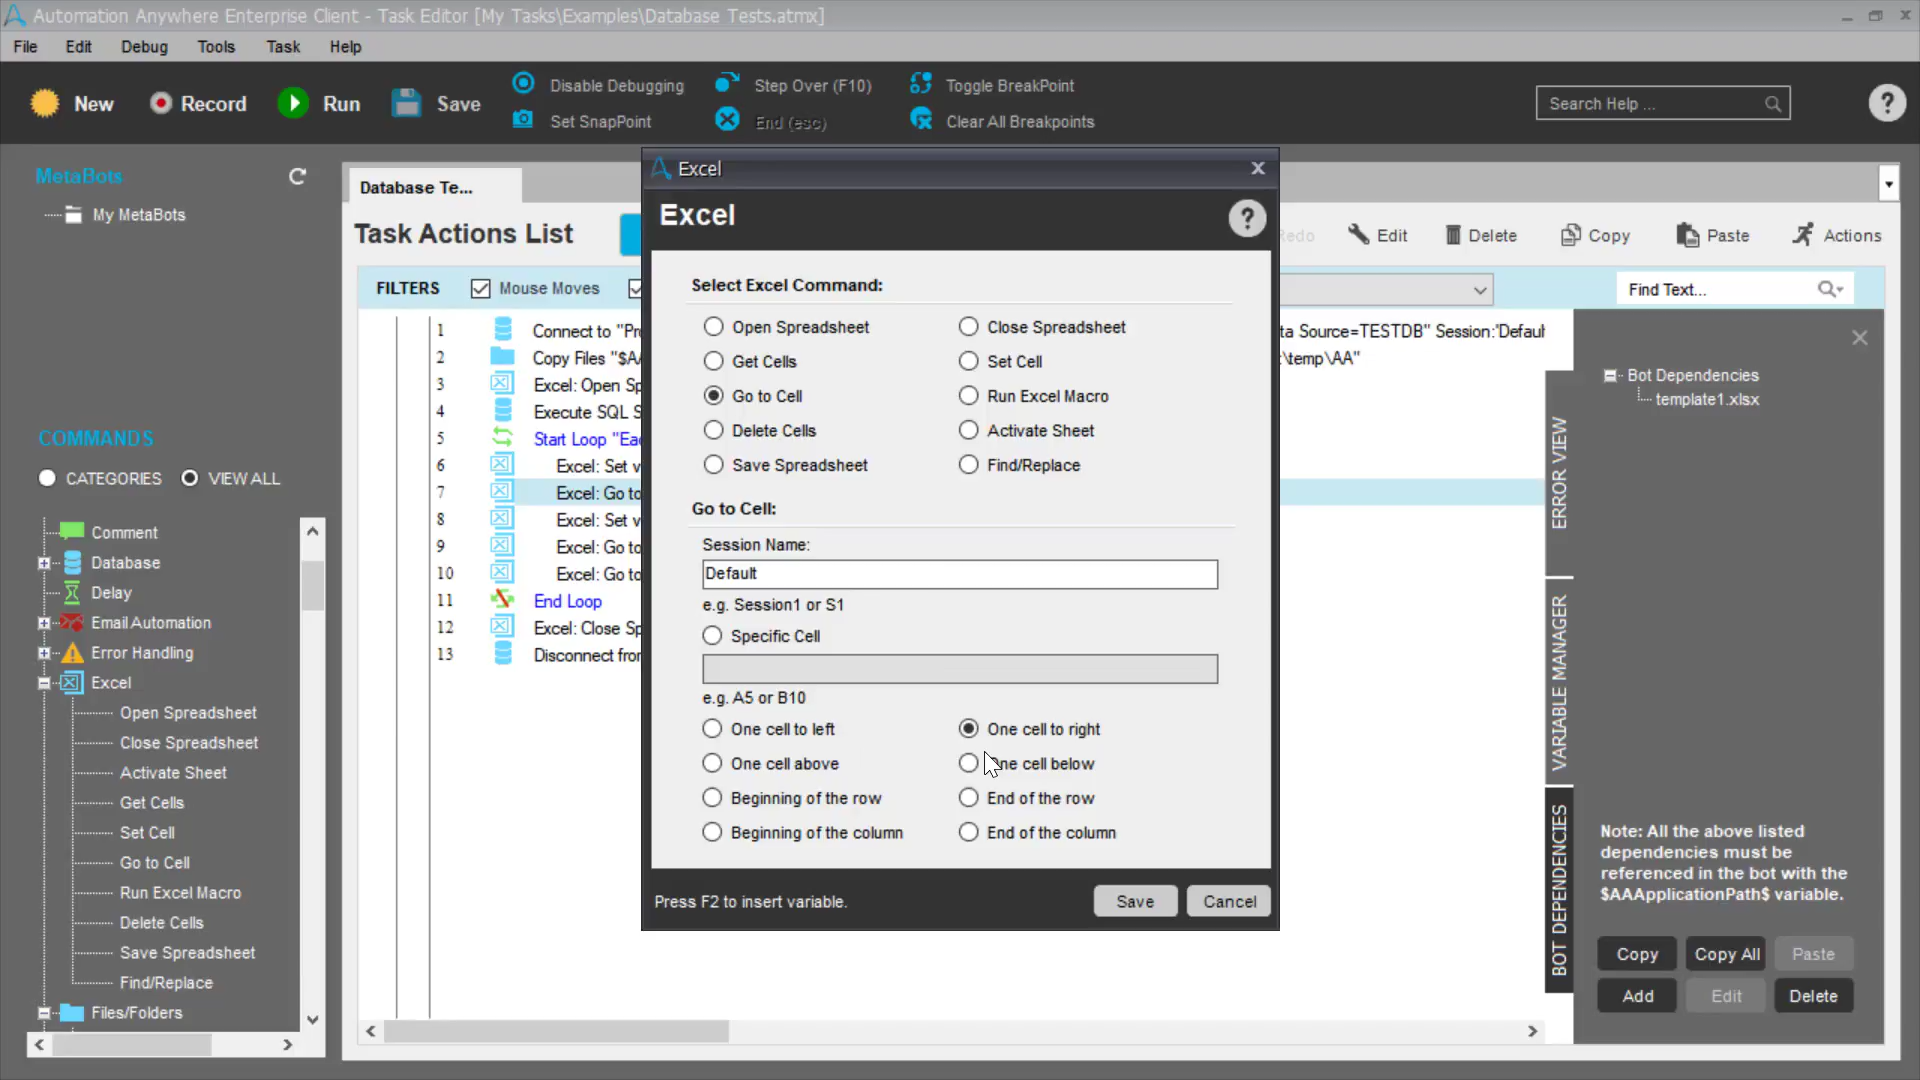 Automation Anywhere Enterprise Client - Task Editor [My Tasks\Examples\Database Tests.atmx]
File Edit Debug Tools Task Help
New Record Run Save
Disable Debugging Step Over (F10) Toggle BreakPoint
Set SnapPoint End (esc) Clear All Breakpoints
Search Help ...
?
MetaBots
My MetaBots
COMMANDS
CATEGORIES VIEW ALL
Comment
Database
Delay
Email Automation
Error Handling
Excel
Open Spreadsheet
Close Spreadsheet
Activate Sheet
Get Cells
Set Cell
Go to Cell
Run Excel Macro
Delete Cells
Save Spreadsheet
Find/Replace
Files/Folders
Database Te...
Task Actions List
Edit Delete Copy Paste Actions
FILTERS Mouse Moves
Find Text...
1 Connect to "Pr
ta Source=TESTDB" Session:'Default
2 Copy Files "$A
:\temp\AA"
3 Excel: Open Sp
4 Execute SQL S
5 Start Loop "Eac
6 Excel: Set v
7 Excel: Go to
8 Excel: Set v
9 Excel: Go to
10 Excel: Go to
11 End Loop
12 Excel: Close Sp
13 Disconnect from
Excel
Excel
?
Select Excel Command:
Open Spreadsheet Close Spreadsheet
Get Cells Set Cell
Go to Cell Run Excel Macro
Delete Cells Activate Sheet
Save Spreadsheet Find/Replace
Go to Cell:
Session Name:
Default
e.g. Session1 or S1
Specific Cell
e.g. A5 or B10
One cell to left One cell to right
One cell above One cell below
Beginning of the row End of the row
Beginning of the column End of the column
Press F2 to insert variable.
Save Cancel
ERROR VIEW
VARIABLE MANAGER
BOT DEPENDENCIES
Bot Dependencies
template1.xlsx
Note: All the above listed
dependencies must be
referenced in the bot with the
$AAApplicationPath$ variable.
Copy Copy All Paste
Add Edit Delete